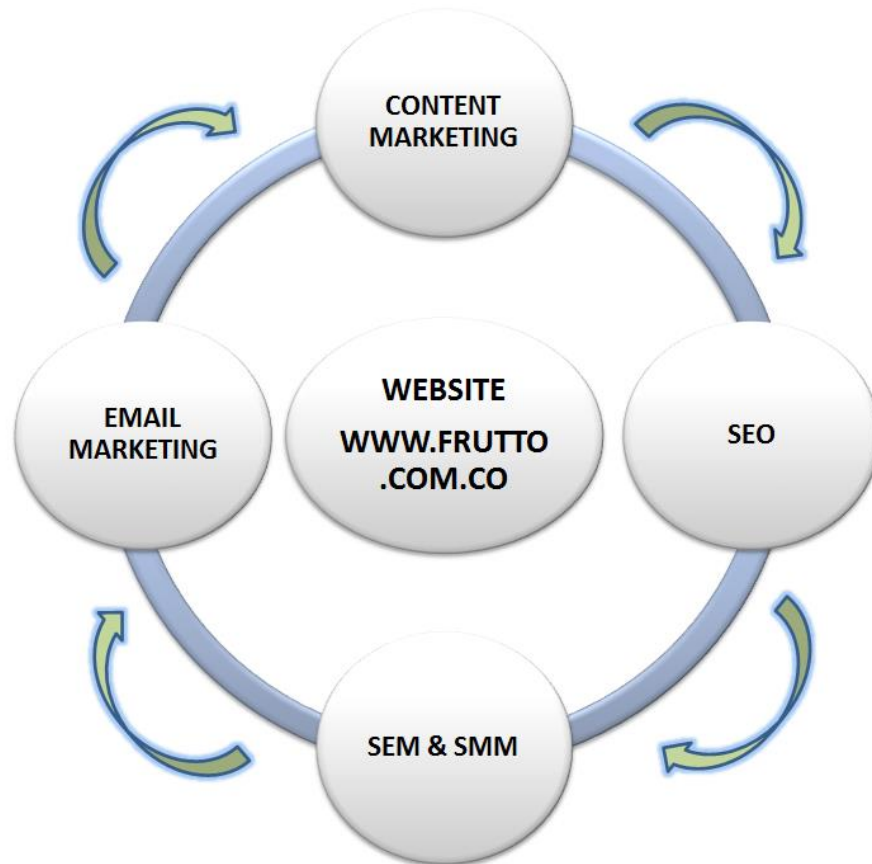 CONTENT
MARKETING
EMAIL
MARKETING
WEBSITE
WWW.FRUTTO
.COM.CO
SEO
SEM & SMM